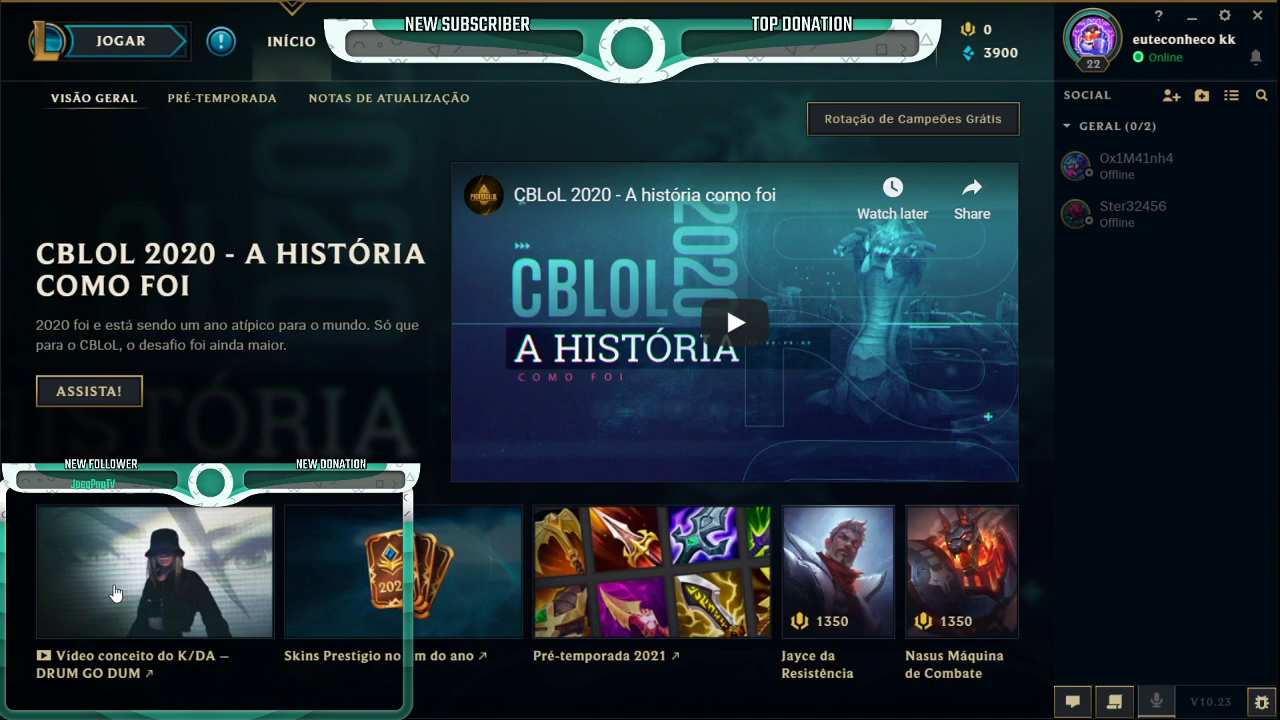 JOGAR
INÍCIO
NEW SUBSCRIBER
TOP DONATION
0
3900
22
euteconheco kk
Online
VISÃO GERAL
PRÉ-TEMPORADA
NOTAS DE ATUALIZAÇÃO
Rotação de Campeões Grátis
SOCIAL
GERAL (0/2)
Ox1M41nh4
Offline
Ster32456
Offline
CBLOL 2020 - A HISTÓRIA
COMO FOI
2020 foi e está sendo um ano atípico para o mundo. Só que
para o CBLoL, o desafio foi ainda maior.
ASSISTA!
CBLoL 2020 - A história como foi
Watch later
Share
CBLOL
2020
A HISTÓRIA
COMO FOI
NEW FOLLOWER
NEW DONATION
JpegPngTV
202
1350
1350
Vídeo conceito do K/DA –
DRUM GO DUM
Skins Prestígio no m do ano
Pré-temporada 2021
Jayce da
Resistência
Nasus Máquina
de Combate
V10.23